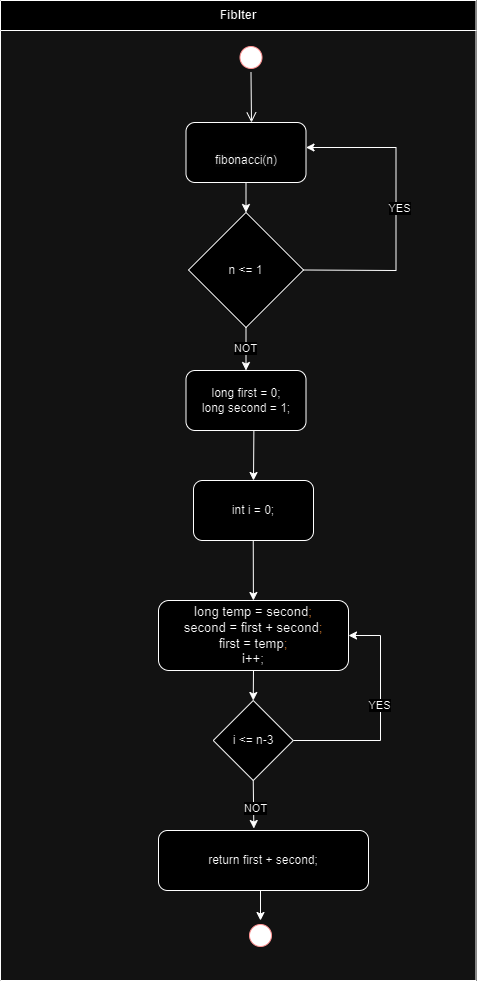 FibIter
fibonacci(n)
YES
n <= 1
NOT
long first = 0;
long second = 1;
int i = 0;
long temp = second;
second = first + second;
first = temp;
i++;
YES
i <= n-3
NOT
return first + second;